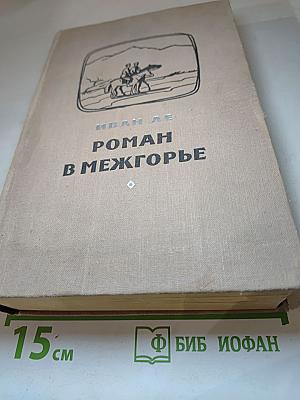 ИВАН ЛЕ
РОМАН
В МЕЖГОРЬЕ
15 см
Ф БИБ ИОФАН